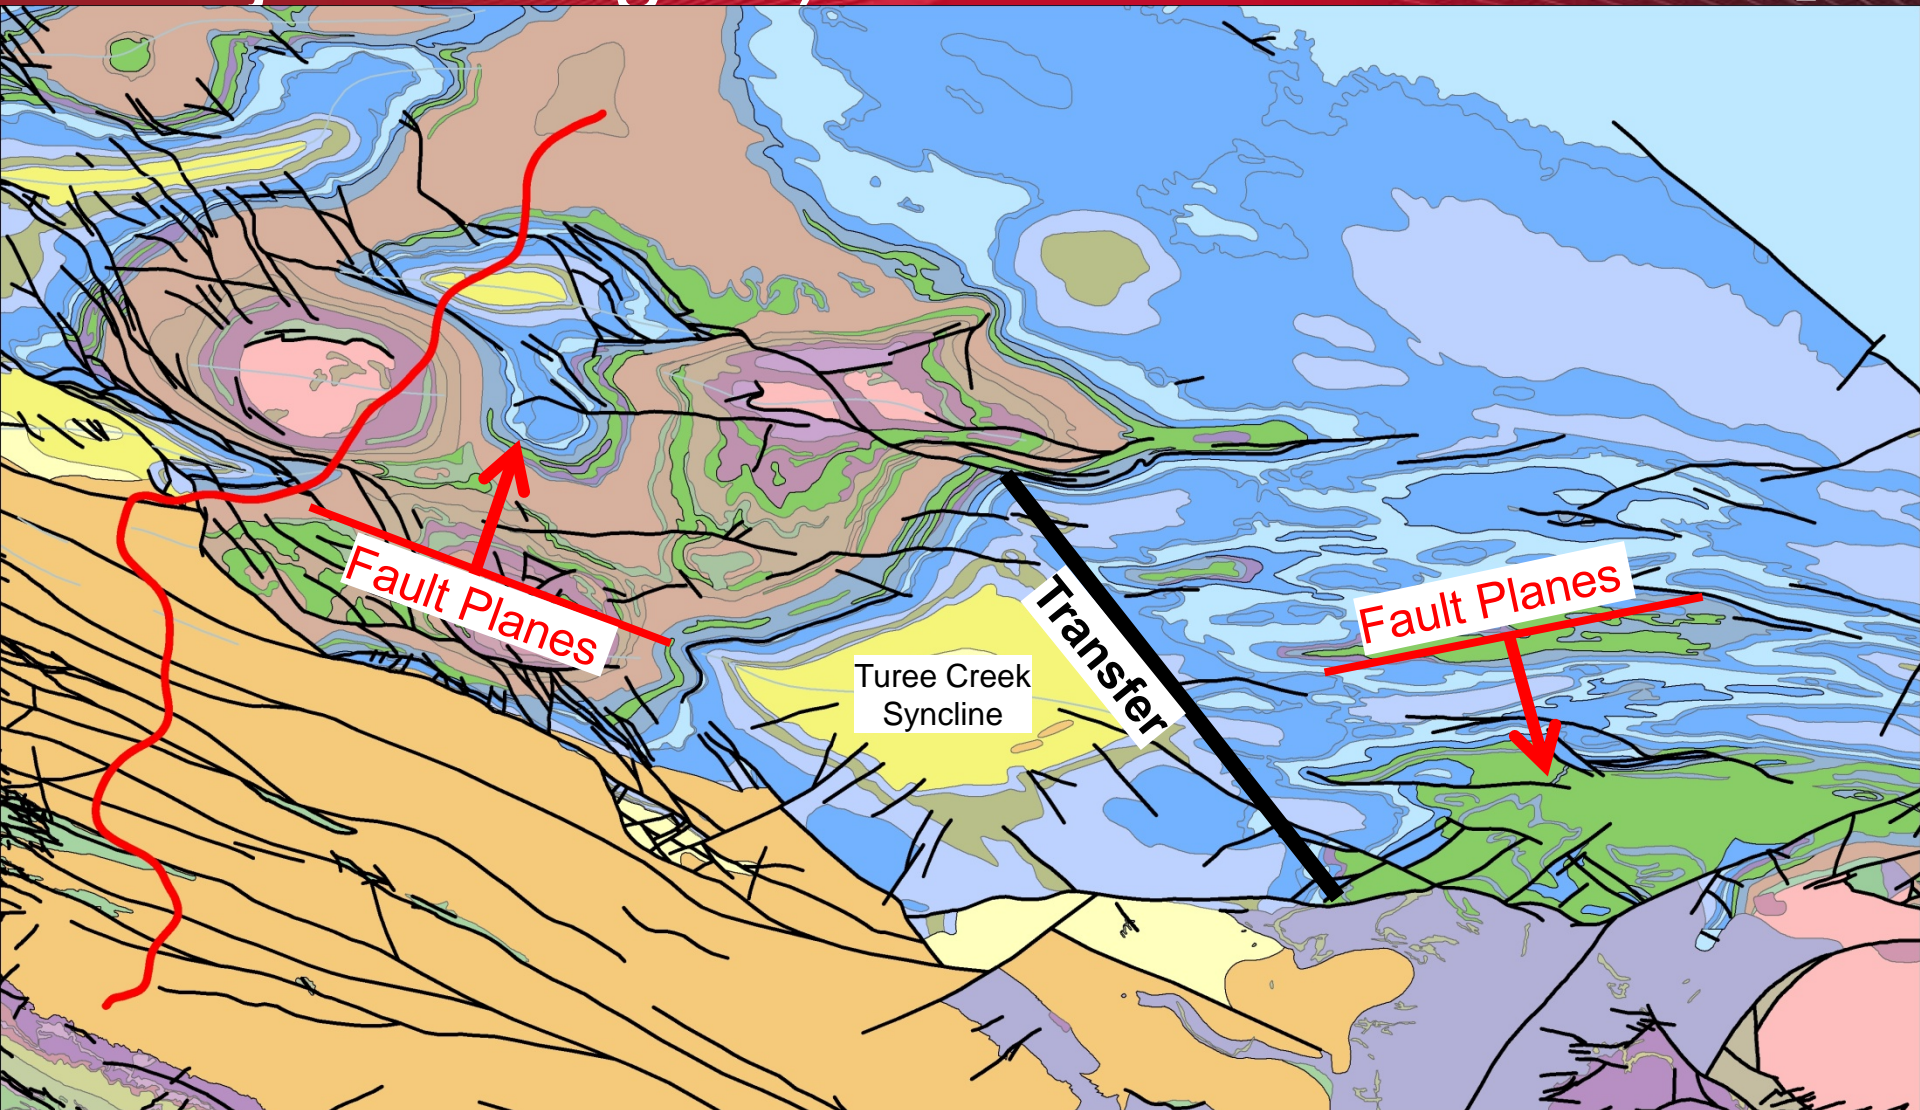 Fault Planes
Transfer
Fault Planes
Turee Creek
Syncline